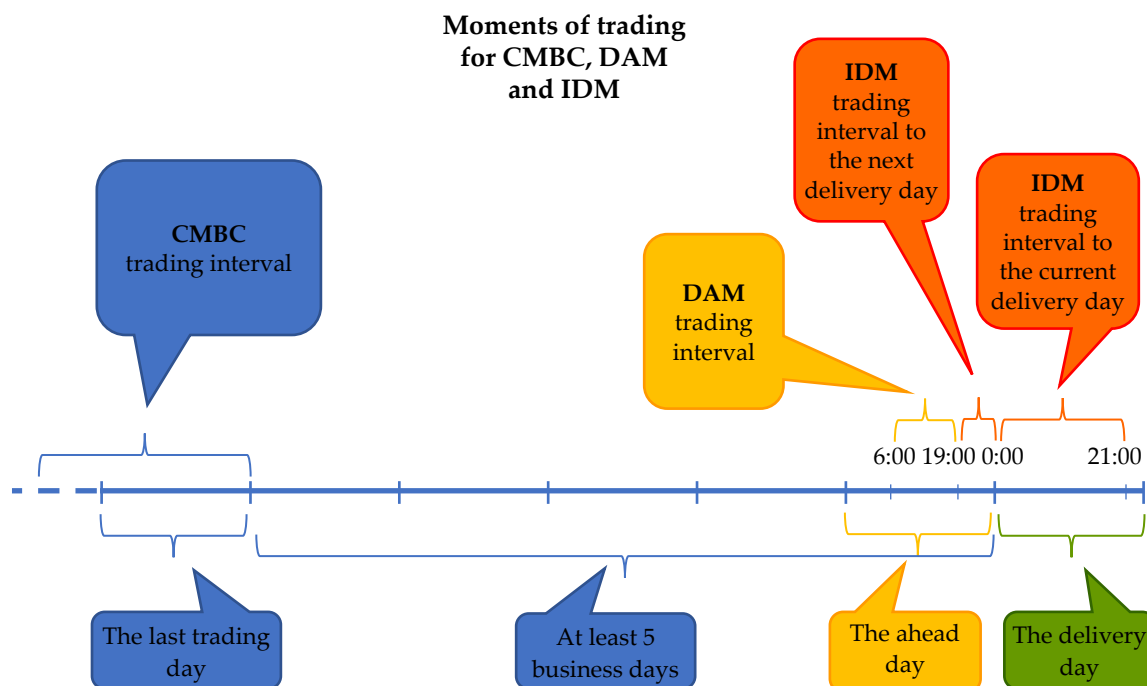 Moments of trading
for CMBC, DAM
and IDM
IDM
trading
interval to
the next
delivery day
IDM
trading
interval to
the current
delivery day
CMBC
trading interval
DAM
trading
interval
6:00 19:00 0:00 21:00
The last trading
day
At least 5
business days
The ahead
day
The delivery
day